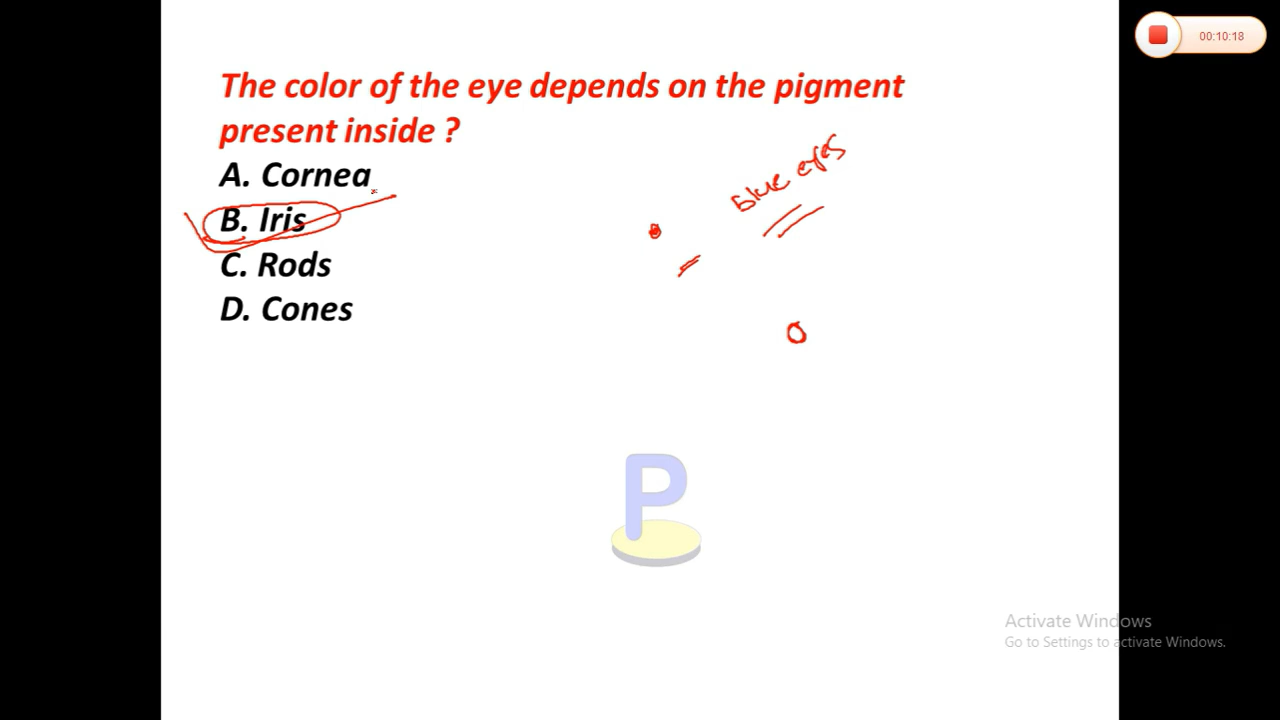 00:10:18
The color of the eye depends on the pigment
present inside ?
A. Cornea
B. Iris
C. Rods
D. Cones
blue eyes
P
Activate Windows
Go to Settings to activate Windows.